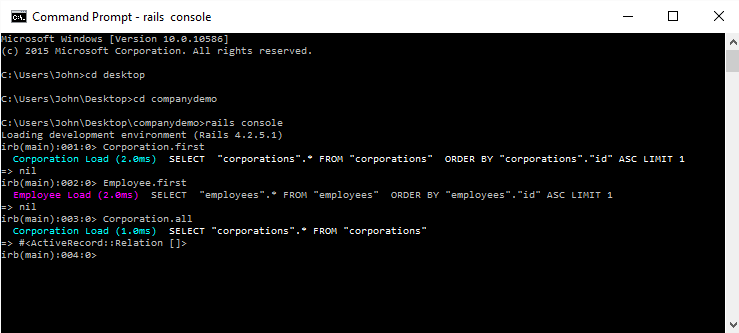 Command Prompt - rails  console
Microsoft Windows [Version 10.0.10586]
(c) 2015 Microsoft Corporation. All rights reserved.
C:\Users\John>cd desktop
C:\Users\John\Desktop>cd companydemo
C:\Users\John\Desktop\companydemo>rails console
Loading development environment (Rails 4.2.5.1)
irb(main):001:0> Corporation.first
  Corporation Load (2.0ms)  SELECT  "corporations".* FROM "corporations"  ORDER BY "corporations"."id" ASC LIMIT 1
=> nil
irb(main):002:0> Employee.first
  Employee Load (2.0ms)  SELECT  "employees".* FROM "employees"  ORDER BY "employees"."id" ASC LIMIT 1
=> nil
irb(main):003:0> Corporation.all
  Corporation Load (1.0ms)  SELECT "corporations".* FROM "corporations"
=> #<ActiveRecord::Relation []>
irb(main):004:0>